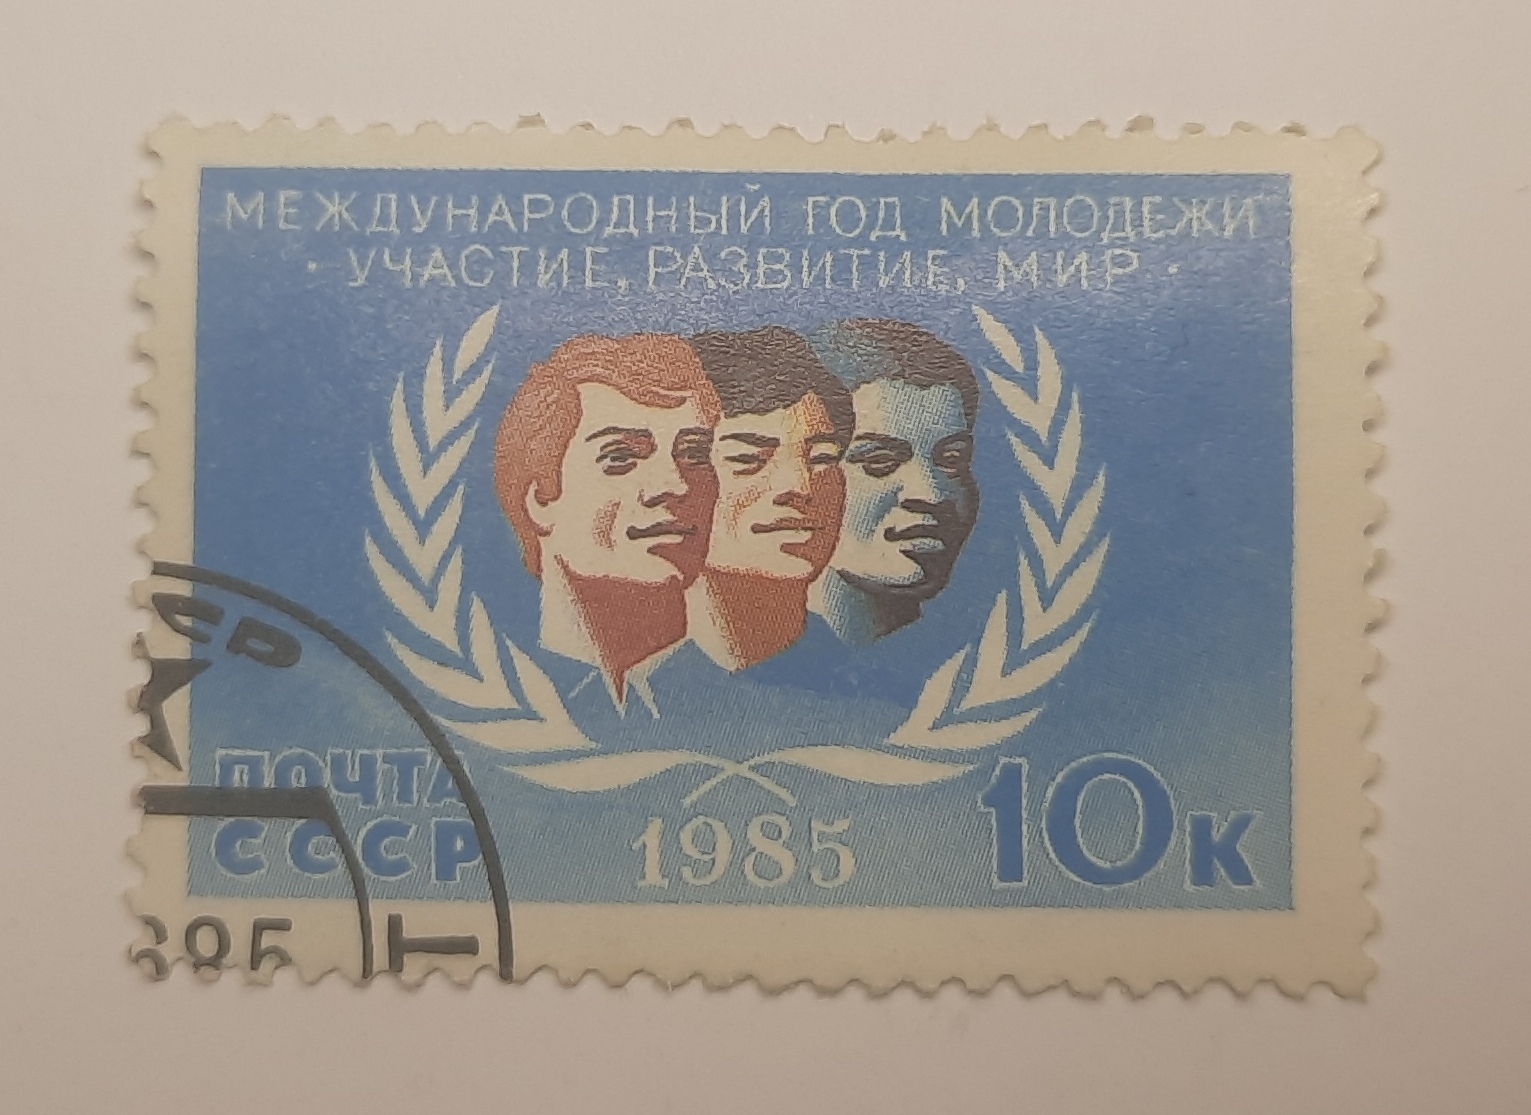 МЕЖДУНАРОДНЫЙ ГОД МОЛОДЕЖИ
· УЧАСТИЕ, РАЗВИТИЕ, МИР ·
ПОЧТА
СССР
1985
10к